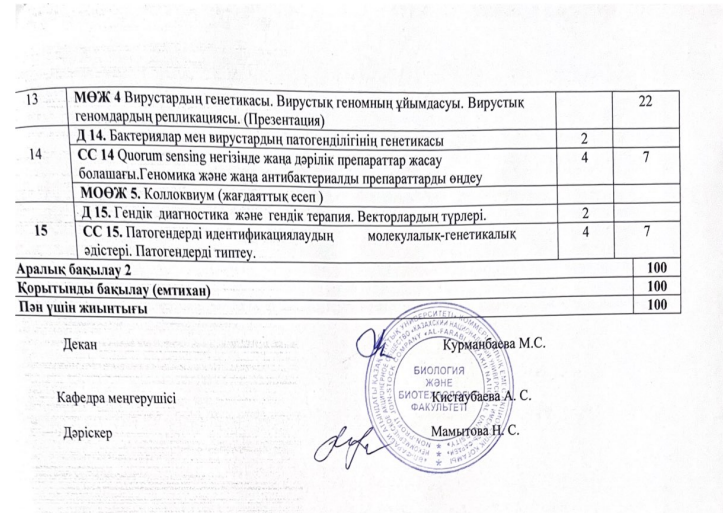 13 МӨЖ 4 Вирустардың генетикасы. Вирустық геномның ұйымдасуы. Вирустық 22
геномдардың репликациясы. (Презентация)
Д 14. Бактериялар мен вирустардың патогенділігінің генетикасы 2
14 СС 14 Quorum sensing негізінде жаңа дәрілік препараттар жасау 4 7
болашағы.Геномика және жаңа антибактериалды препараттарды өңдеу
МОӨЖ 5. Коллоквиум (жағдаяттық есеп )
Д 15. Гендік диагностика және гендік терапия. Векторлардың түрлері. 2
15 СС 15. Патогендерді идентификациялаудың молекулалық-генетикалық 4 7
әдістері. Патогендерді типтеу.
Аралық бақылау 2 100
Қорытынды бақылау (емтихан) 100
Пән үшін жиынтығы 100
Декан Курманбаева М.С.
БИОЛОГИЯ
ЖӘНЕ
БИОТЕХНОЛОГИЯ
ФАКУЛЬТЕТІ
Кафедра меңгерушісі Кистаубаева А. С.
Дәріскер Мамытова Н. С.